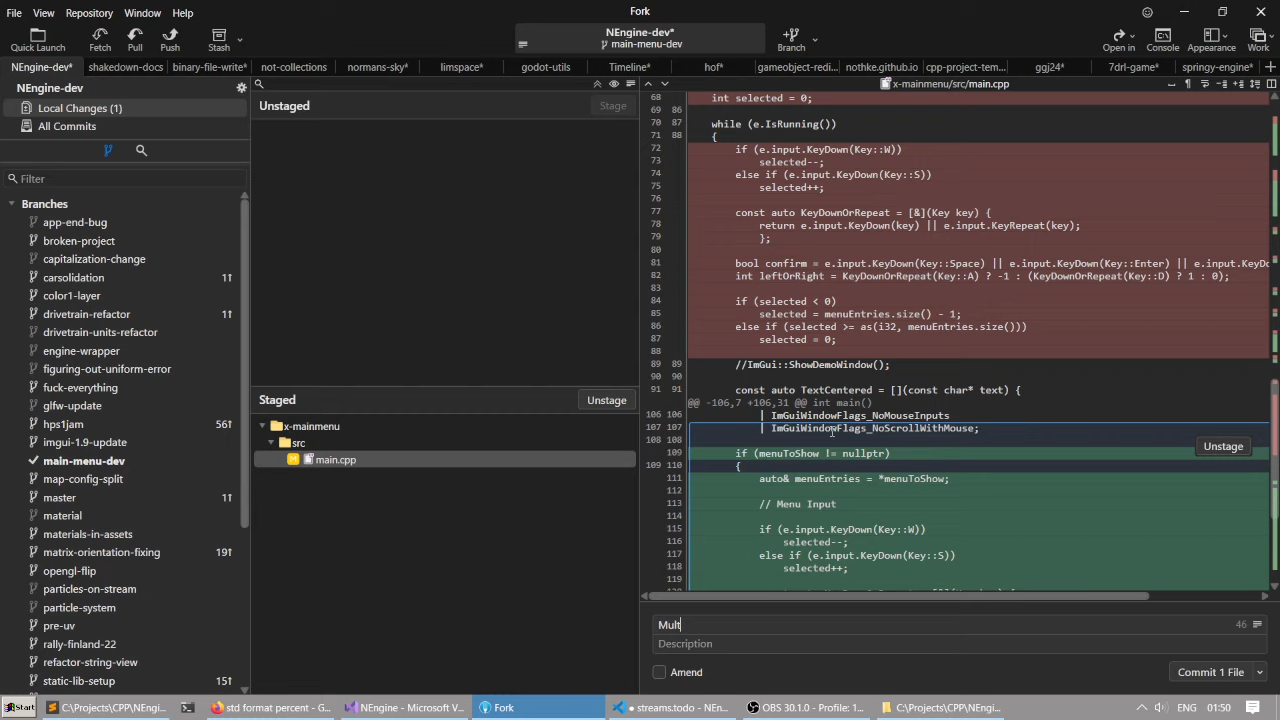 Fork
File View Repository Window Help
Quick Launch Fetch Pull Push Stash
NEngine-dev*
main-menu-dev
Branch Open in Console Appearance Work
NEngine-dev* shakedown-docs binary-file-write* not-collections normans-sky* limspace* godot-utils Timeline* hof* gameobject-redi... nothke.github.io cpp-project-tem... ggj24* 7drl-game* springy-engine*
NEngine-dev
Local Changes (1)
All Commits
Filter
Branches
app-end-bug
broken-project
capitalization-change
carsolidation 1↑
color1-layer
drivetrain-refactor 1↑
drivetrain-units-refactor
engine-wrapper
figuring-out-uniform-error
fuck-everything
glfw-update
hps1jam 61↑
imgui-1.9-update
main-menu-dev
map-config-split
master 1↑
material
materials-in-assets
matrix-orientation-fixing 19↑
opengl-flip
particles-on-stream
particle-system
pre-uv
rally-finland-22
refactor-string-view
static-lib-setup 15↑
Unstaged Stage
Staged Unstage
x-mainmenu
src
main.cpp
x-mainmenu/src/main.cpp
68 int selected = 0;
69 86
70 87 while (e.IsRunning())
71 88 {
72 if (e.input.KeyDown(Key::W))
73 selected--;
74 else if (e.input.KeyDown(Key::S))
75 selected++;
76
77 const auto KeyDownOrRepeat = [&](Key key) {
78 return e.input.KeyDown(key) || e.input.KeyRepeat(key);
79 };
80
81 bool confirm = e.input.KeyDown(Key::Space) || e.input.KeyDown(Key::Enter) || e.input.KeyDo
82 int leftOrRight = KeyDownOrRepeat(Key::A) ? -1 : (KeyDownOrRepeat(Key::D) ? 1 : 0);
83
84 if (selected < 0)
85 selected = menuEntries.size() - 1;
86 else if (selected >= as(i32, menuEntries.size()))
87 selected = 0;
88
89 89 //ImGui::ShowDemoWindow();
90 90
91 91 const auto TextCentered = [](const char* text) {
@@ -106,7 +106,31 @@ int main()
106 106 | ImGuiWindowFlags_NoMouseInputs
107 107 | ImGuiWindowFlags_NoScrollWithMouse;
108 108
109 if (menuToShow != nullptr)
109 110 {
111 auto& menuEntries = *menuToShow;
112
113 // Menu Input
114
115 if (e.input.KeyDown(Key::W))
116 selected--;
117 else if (e.input.KeyDown(Key::S))
118 selected++;
119
Unstage
Mult 46
Description
Amend Commit 1 File
Start C:\Projects\CPP\NEngi... std format percent - G... NEngine - Microsoft V... Fork ● streams.todo - NEn... OBS 30.1.0 - Profile: 1... C:\Projects\CPP\NEngi... ENG 01:50